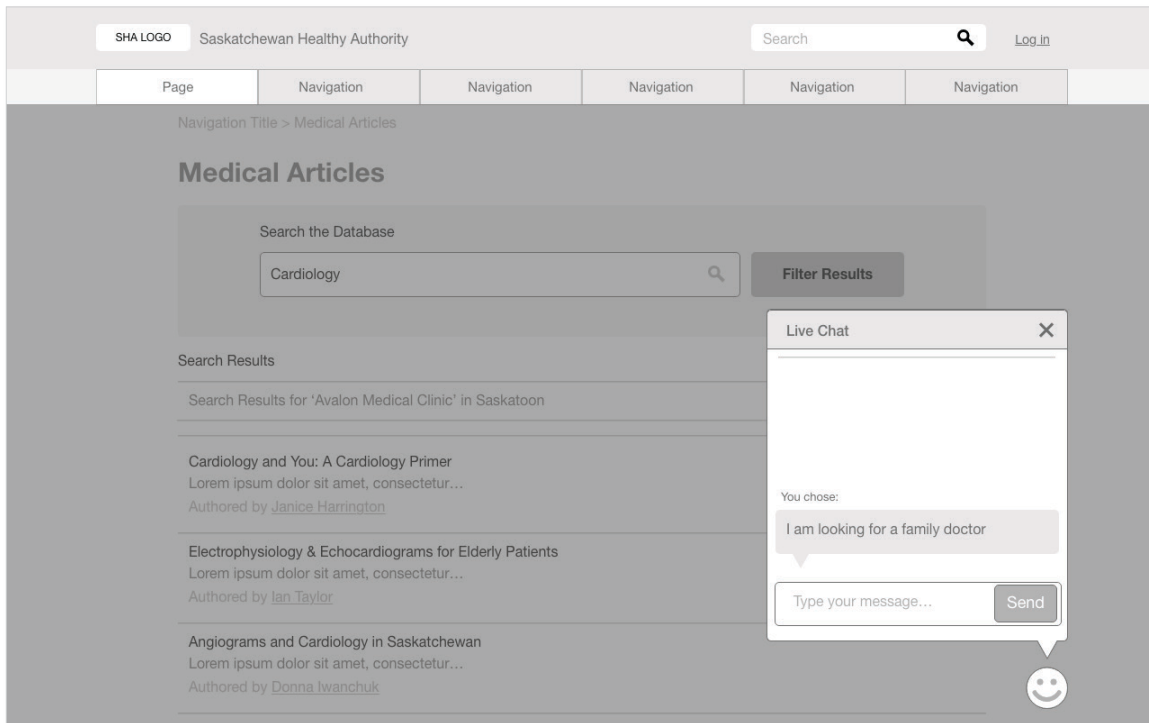 SHA LOGO
Saskatchewan Healthy Authority
Search
Log in
Page
Navigation
Navigation
Navigation
Navigation
Navigation
Navigation Title > Medical Articles
Medical Articles
Search the Database
Cardiology
Filter Results
Search Results
Search Results for ‘Avalon Medical Clinic’ in Saskatoon
Cardiology and You: A Cardiology Primer
Lorem ipsum dolor sit amet, consectetur…
Authored by Janice Harrington
Electrophysiology & Echocardiograms for Elderly Patients
Lorem ipsum dolor sit amet, consectetur…
Authored by Ian Taylor
Angiograms and Cardiology in Saskatchewan
Lorem ipsum dolor sit amet, consectetur…
Authored by Donna Iwanchuk
Live Chat
You chose:
I am looking for a family doctor
Type your message…
Send